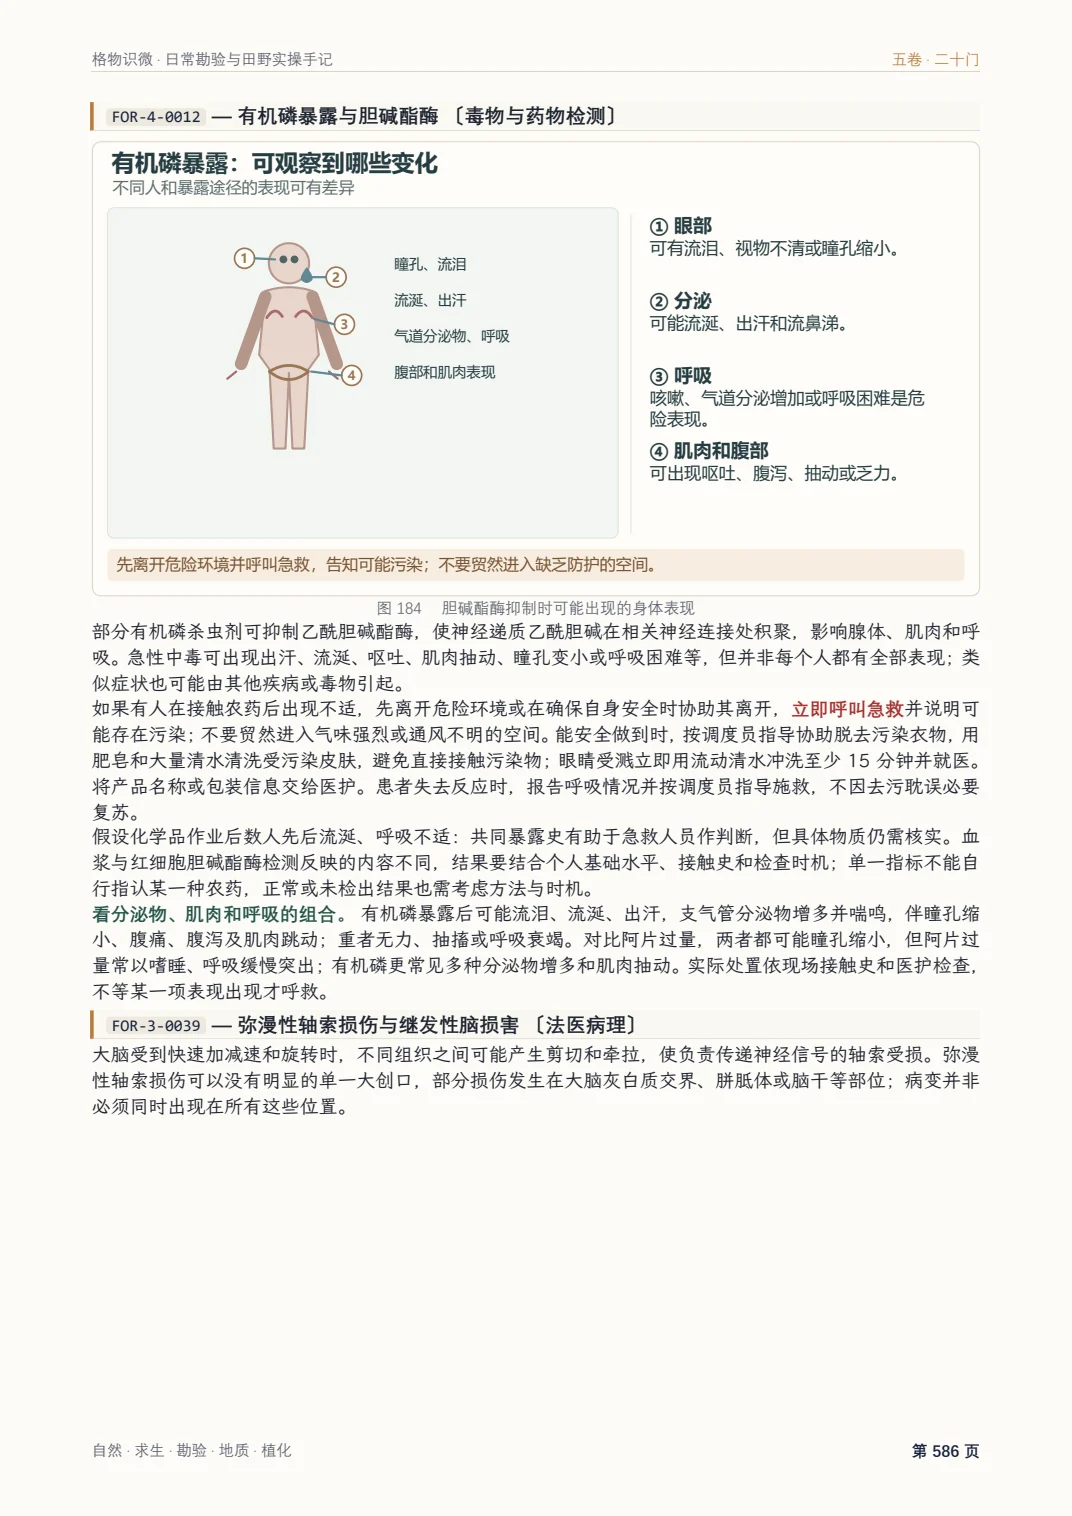 格物识微 · 日常勘验与田野实操手记
五卷 · 二十门
FOR-4-0012 — 有机磷暴露与胆碱酯酶 〔毒物与药物检测〕
有机磷暴露：可观察到哪些变化
不同人和暴露途径的表现可有差异
1
2
3
4
瞳孔、流泪
流涎、出汗
气道分泌物、呼吸
腹部和肌肉表现
① 眼部
可有流泪、视物不清或瞳孔缩小。
② 分泌
可能流涎、出汗和流鼻涕。
③ 呼吸
咳嗽、气道分泌增加或呼吸困难是危
险表现。
④ 肌肉和腹部
可出现呕吐、腹泻、抽动或乏力。
先离开危险环境并呼叫急救，告知可能污染；不要贸然进入缺乏防护的空间。
图 184 胆碱酯酶抑制时可能出现的身体表现
部分有机磷杀虫剂可抑制乙酰胆碱酯酶，使神经递质乙酰胆碱在相关神经连接处积聚，影响腺体、肌肉和呼
吸。急性中毒可出现出汗、流涎、呕吐、肌肉抽动、瞳孔变小或呼吸困难等，但并非每个人都有全部表现；类
似症状也可能由其他疾病或毒物引起。
如果有人在接触农药后出现不适，先离开危险环境或在确保自身安全时协助其离开，立即呼叫急救并说明可
能存在污染；不要贸然进入气味强烈或通风不明的空间。能安全做到时，按调度员指导协助脱去污染衣物，用
肥皂和大量清水清洗受污染皮肤，避免直接接触污染物；眼睛受溅立即用流动清水冲洗至少 15 分钟并就医。
将产品名称或包装信息交给医护。患者失去反应时，报告呼吸情况并按调度员指导施救，不因去污耽误必要
复苏。
假设化学品作业后数人先后流涎、呼吸不适：共同暴露史有助于急救人员作判断，但具体物质仍需核实。血
浆与红细胞胆碱酯酶检测反映的内容不同，结果要结合个人基础水平、接触史和检查时机；单一指标不能自
行指认某一种农药，正常或未检出结果也需考虑方法与时机。
看分泌物、肌肉和呼吸的组合。 有机磷暴露后可能流泪、流涎、出汗，支气管分泌物增多并喘鸣，伴瞳孔缩
小、腹痛、腹泻及肌肉跳动；重者无力、抽搐或呼吸衰竭。对比阿片过量，两者都可能瞳孔缩小，但阿片过
量常以嗜睡、呼吸缓慢突出；有机磷更常见多种分泌物增多和肌肉抽动。实际处置依现场接触史和医护检查，
不等某一项表现出现才呼救。
FOR-3-0039 — 弥漫性轴索损伤与继发性脑损害 〔法医病理〕
大脑受到快速加减速和旋转时，不同组织之间可能产生剪切和牵拉，使负责传递神经信号的轴索受损。弥漫
性轴索损伤可以没有明显的单一大创口，部分损伤发生在大脑灰白质交界、胼胝体或脑干等部位；病变并非
必须同时出现在所有这些位置。
自然 · 求生 · 勘验 · 地质 · 植化
第 586 页